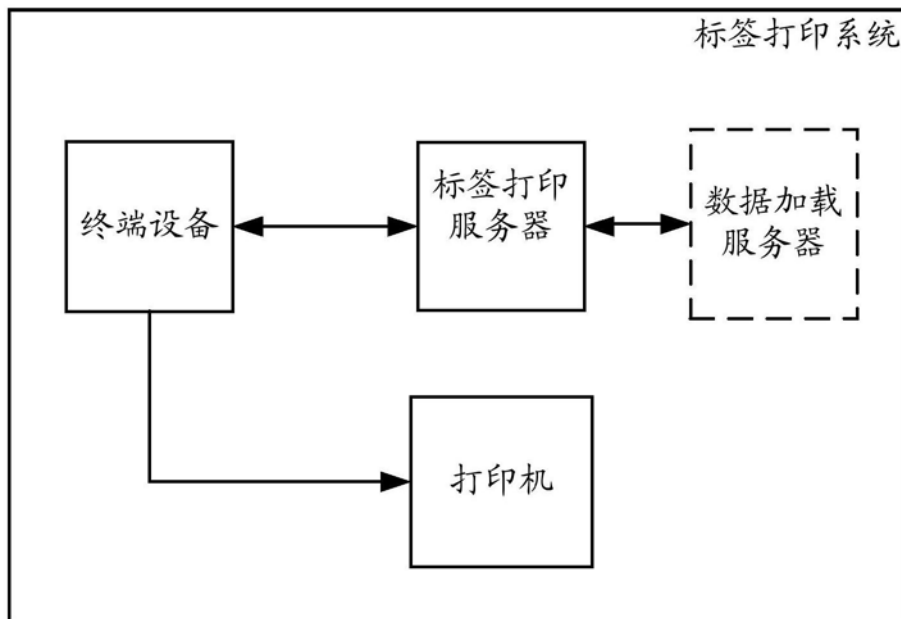 标签打印系统
终端设备
标签打印
服务器
数据加载
服务器
打印机